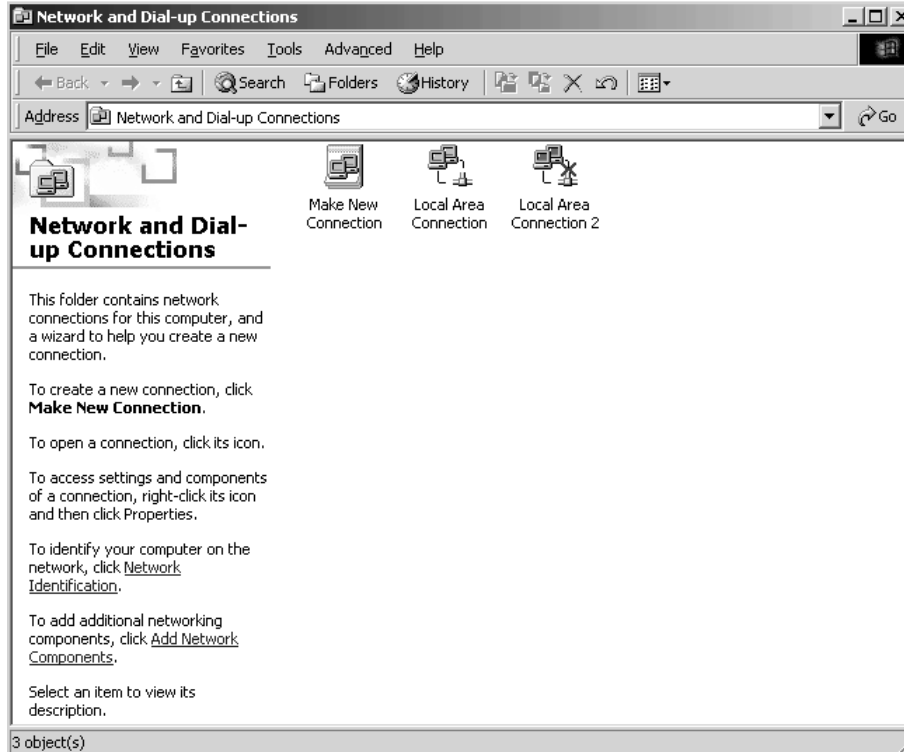 Network and Dial-up Connections
File Edit View Favorites Tools Advanced Help
Back Search Folders History
Address Network and Dial-up Connections Go
Network and Dial-
up Connections
This folder contains network
connections for this computer, and
a wizard to help you create a new
connection.
To create a new connection, click
Make New Connection.
To open a connection, click its icon.
To access settings and components
of a connection, right-click its icon
and then click Properties.
To identify your computer on the
network, click Network
Identification.
To add additional networking
components, click Add Network
Components.
Select an item to view its
description.
Make New
Connection
Local Area
Connection
Local Area
Connection 2
3 object(s)